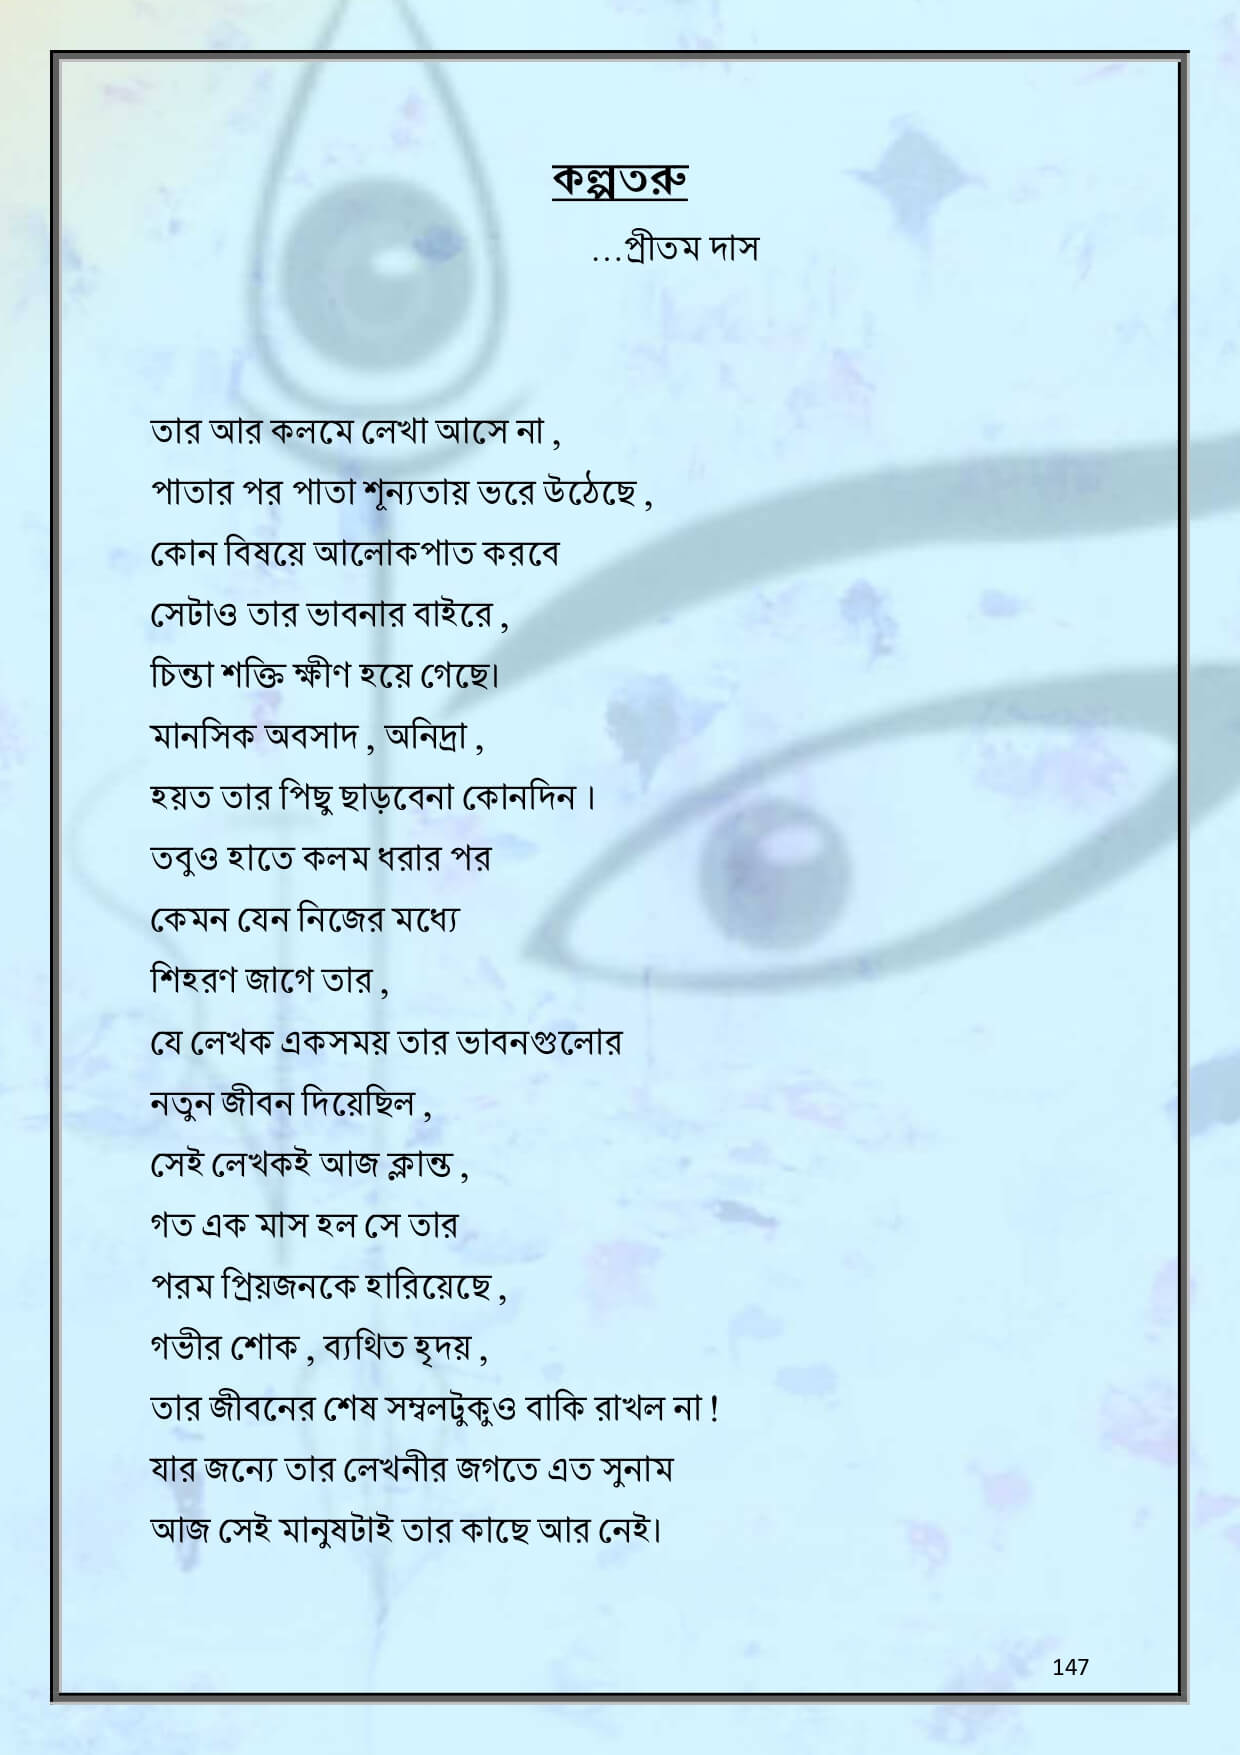 কল্পতরু
...প্রীতম দাস
তার আর কলমে লেখা আসে না ,
পাতার পর পাতা শূন্যতায় ভরে উঠেছে ,
কোন বিষয়ে আলোকপাত করবে
সেটাও তার ভাবনার বাইরে ,
চিন্তা শক্তি ক্ষীণ হয়ে গেছে।
মানসিক অবসাদ , অনিদ্রা ,
হয়ত তার পিছু ছাড়বেনা কোনদিন ।
তবুও হাতে কলম ধরার পর
কেমন যেন নিজের মধ্যে
শিহরণ জাগে তার ,
যে লেখক একসময় তার ভাবনগুলোর
নতুন জীবন দিয়েছিল ,
সেই লেখকই আজ ক্লান্ত ,
গত এক মাস হল সে তার
পরম প্রিয়জনকে হারিয়েছে ,
গভীর শোক , ব্যথিত হৃদয় ,
তার জীবনের শেষ সম্বলটুকুও বাকি রাখল না !
যার জন্যে তার লেখনীর জগতে এত সুনাম
আজ সেই মানুষটাই তার কাছে আর নেই।
147